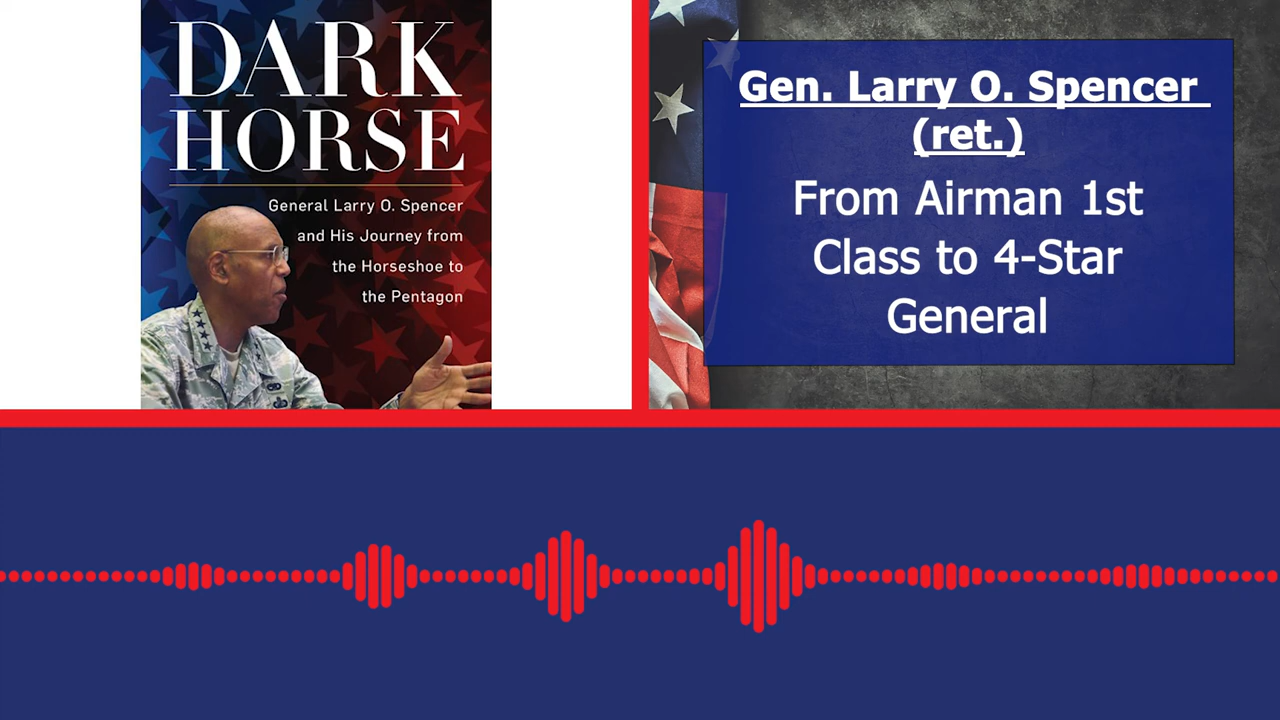 DARK
HORSE
General Larry O. Spencer
and His Journey from
the Horseshoe to
the Pentagon
Gen. Larry O. Spencer
(ret.)
From Airman 1st
Class to 4-Star
General